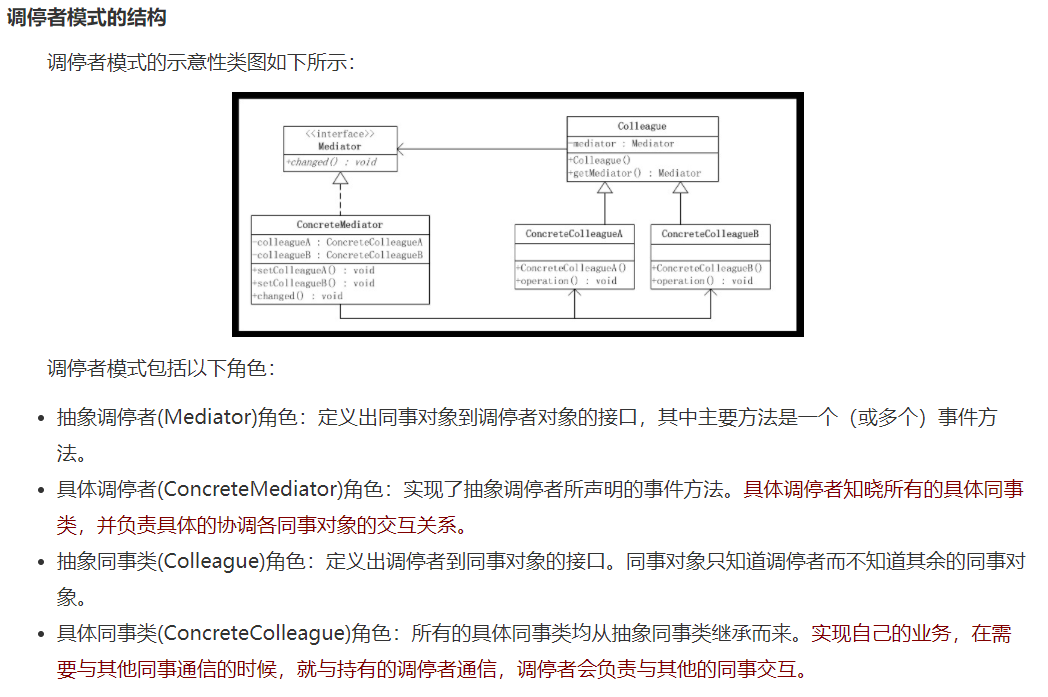 调停者模式的结构
调停者模式的示意性类图如下所示：
<<interface>>
Mediator
+changed() : void
Colleague
-mediator : Mediator
+Colleague()
+getMediator() : Mediator
ConcreteMediator
-colleagueA : ConcreteColleagueA
-colleagueB : ConcreteColleagueB
+setColleagueA() : void
+setColleagueB() : void
+changed() : void
ConcreteColleagueA
+ConcreteColleagueA()
+operation() : void
ConcreteColleagueB
+ConcreteColleagueB()
+operation() : void
调停者模式包括以下角色：
抽象调停者(Mediator)角色：定义出同事对象到调停者对象的接口，其中主要方法是一个（或多个）事件方
法。
具体调停者(ConcreteMediator)角色：实现了抽象调停者所声明的事件方法。具体调停者知晓所有的具体同事
类，并负责具体的协调各同事对象的交互关系。
抽象同事类(Colleague)角色：定义出调停者到同事对象的接口。同事对象只知道调停者而不知道其余的同事对
象。
具体同事类(ConcreteColleague)角色：所有的具体同事类均从抽象同事类继承而来。实现自己的业务，在需
要与其他同事通信的时候，就与持有的调停者通信，调停者会负责与其他的同事交互。